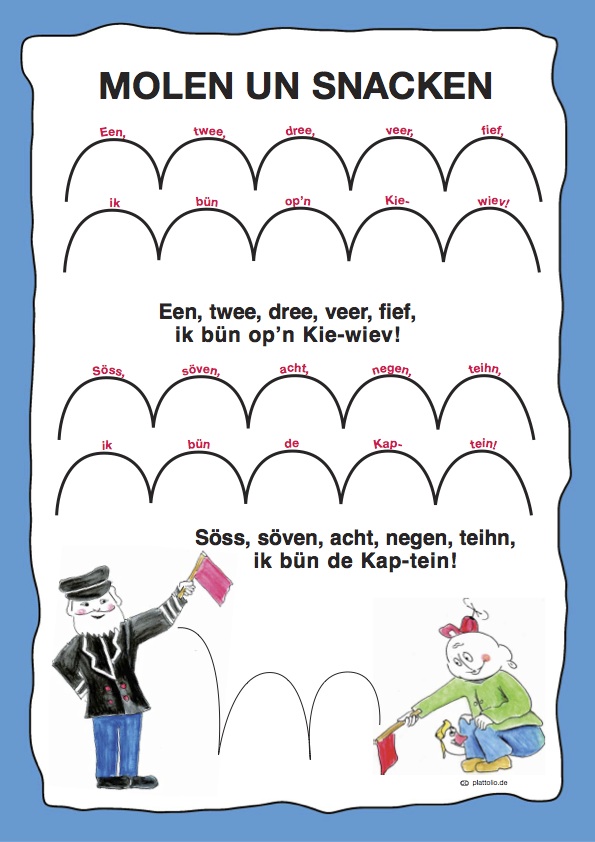 MOLEN UN SNACKEN
Een, twee, dree, veer, fief,
ik bün op'n Kie- wiev!
Een, twee, dree, veer, fief,
ik bün op'n Kie-wiev!
Söss, söven, acht, negen, teihn,
ik bün de Kap- tein!
Söss, söven, acht, negen, teihn,
ik bün de Kap-tein!
plattolio.de